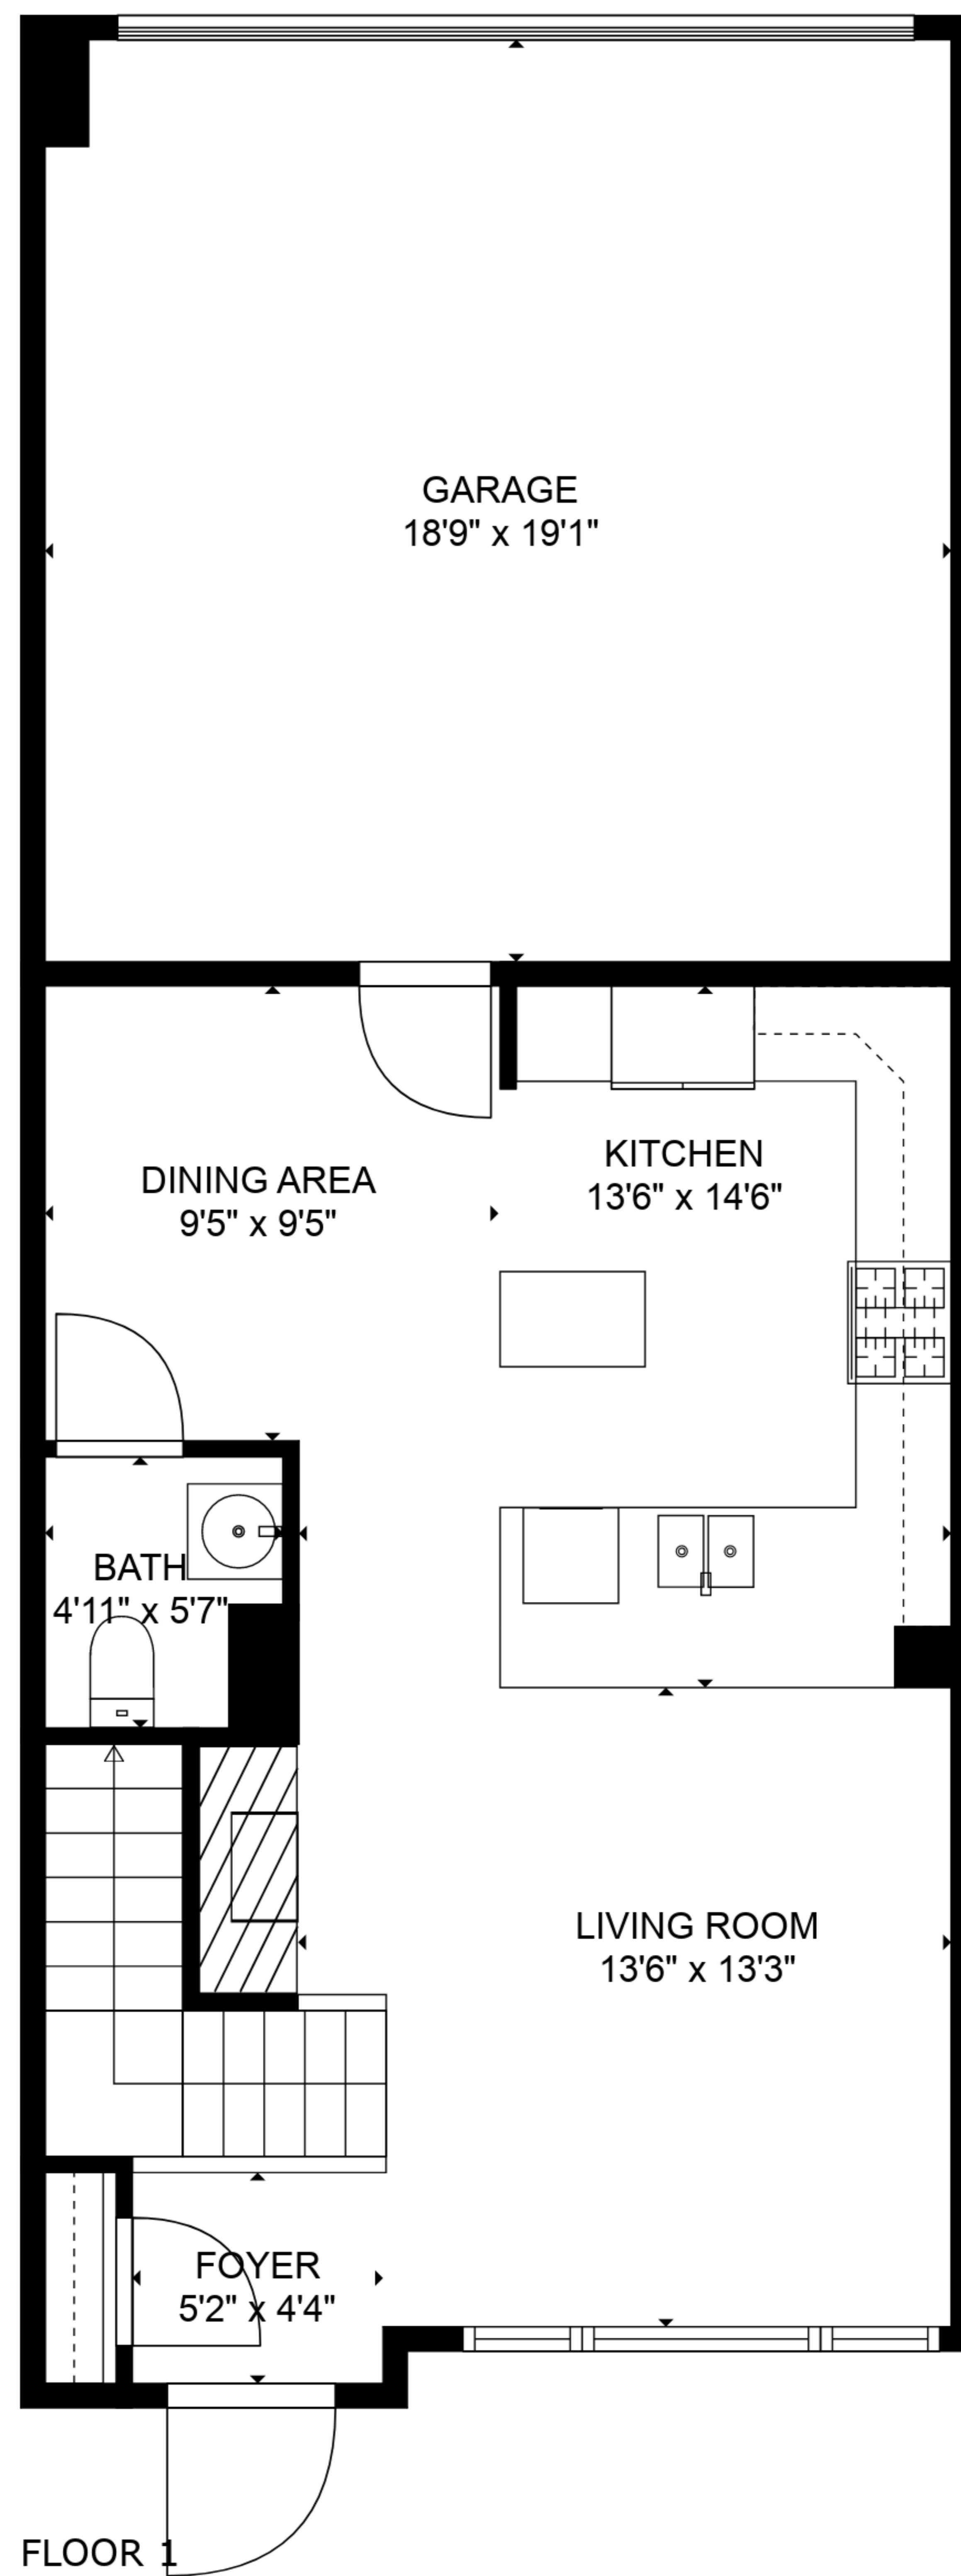 GARAGE
18'9" x 19'1"
KITCHEN
13'6" x 14'6"
DINING AREA
9'5" x 9'5"
BATH
4'11" x 5'7"
LIVING ROOM
13'6" x 13'3"
FOYER
5'2" x 4'4"
FLOOR 1